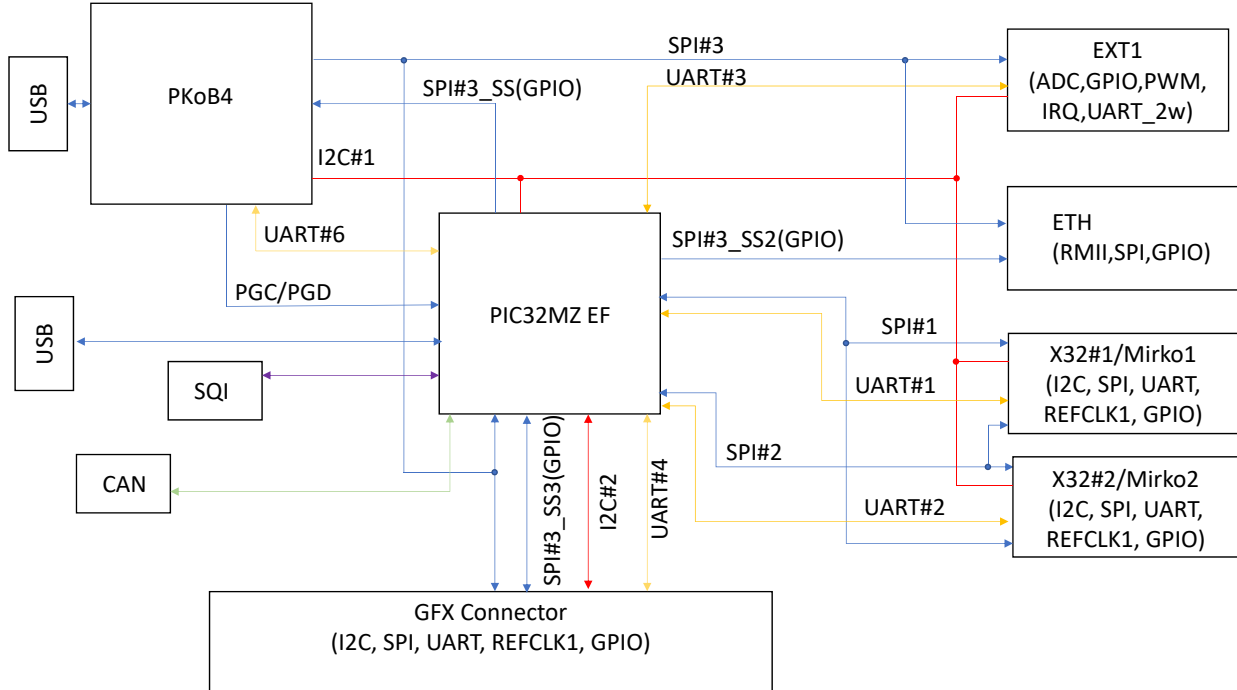 SPI#3
EXT1
(ADC,GPIO,PWM,
IRQ,UART_2w)
UART#3
USB
PKoB4
SPI#3_SS(GPIO)
I2C#1
UART#6
SPI#3_SS2(GPIO)
ETH
(RMII,SPI,GPIO)
PGC/PGD
PIC32MZ EF
USB
SPI#1
X32#1/Mirko1
(I2C, SPI, UART,
REFCLK1, GPIO)
UART#1
SQI
SPI#2
CAN
X32#2/Mirko2
(I2C, SPI, UART,
REFCLK1, GPIO)
UART#2
SPI#3_SS3(GPIO)
I2C#2
UART#4
GFX Connector
(I2C, SPI, UART, REFCLK1, GPIO)